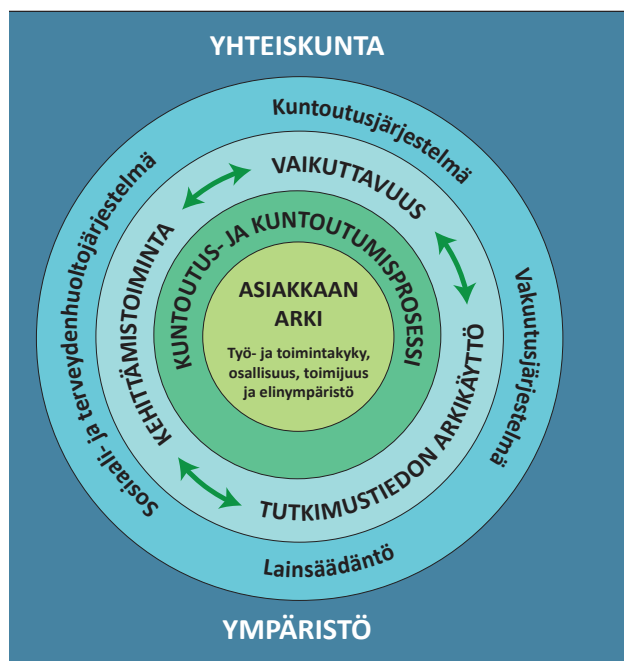 YHTEISKUNTA
Kuntoutusjärjestelmä
Sosiaali- ja terveydenhuoltojärjestelmä
Vakuutusjärjestelmä
Lainsäädäntö
VAIKUTTAVUUS
KEHITTÄMISTOIMINTA
TUTKIMUSTIEDON ARKIKÄYTTÖ
KUNTOUTUS- JA KUNTOUTUMISPROSESSI
ASIAKKAAN
ARKI
Työ- ja toimintakyky,
osallisuus, toimijuus
ja elinympäristö
YMPÄRISTÖ